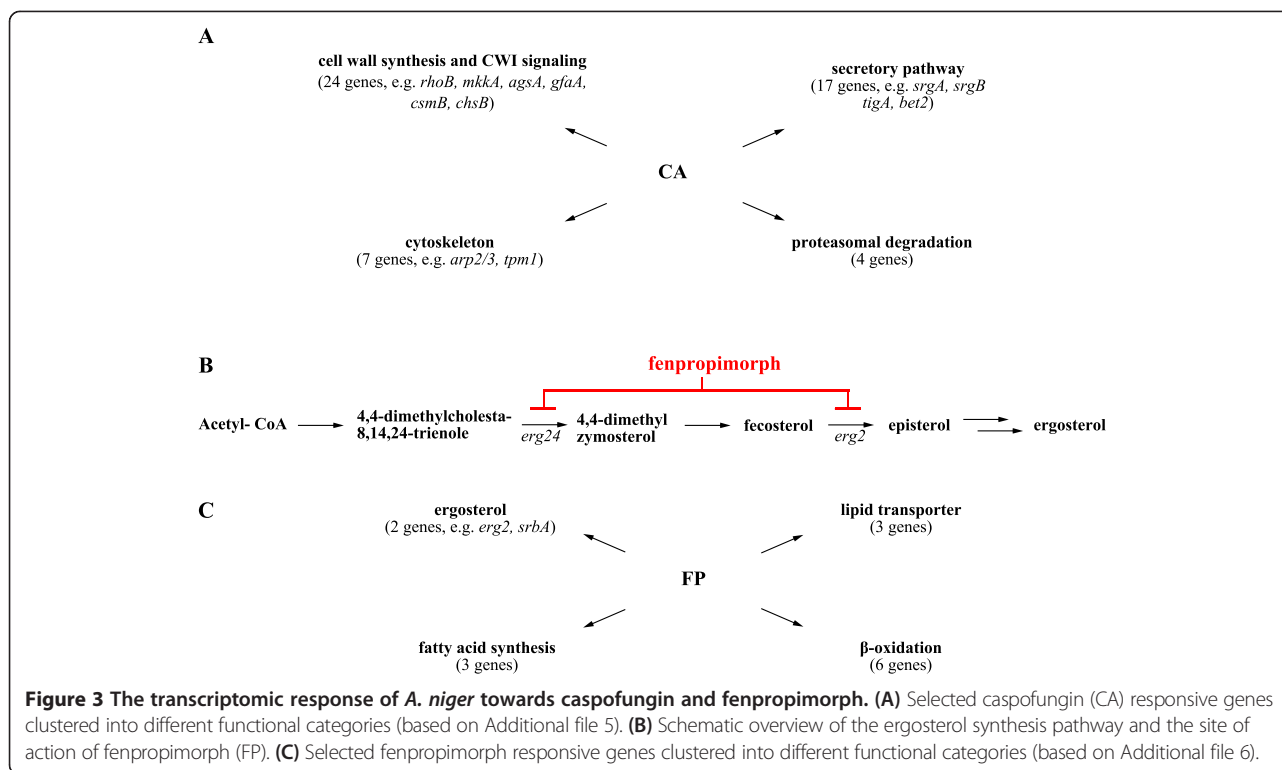 A
cell wall synthesis and CWI signaling
(24 genes, e.g. rhoB, mkkA, agsA, gfaA,
csmB, chsB)
secretory pathway
(17 genes, e.g. srgA, srgB
tigA, bet2)
CA
cytoskeleton
(7 genes, e.g. arp2/3, tpm1)
proteasomal degradation
(4 genes)
B
fenpropimorph
Acetyl- CoA
4,4-dimethylcholesta-
8,14,24-trienole
erg24
4,4-dimethyl
zymosterol
fecosterol
erg2
episterol
ergosterol
C
ergosterol
(2 genes, e.g. erg2, srbA)
lipid transporter
(3 genes)
FP
fatty acid synthesis
(3 genes)
β-oxidation
(6 genes)
Figure 3 The transcriptomic response of A. niger towards caspofungin and fenpropimorph. (A) Selected caspofungin (CA) responsive genes
clustered into different functional categories (based on Additional file 5). (B) Schematic overview of the ergosterol synthesis pathway and the site of
action of fenpropimorph (FP). (C) Selected fenpropimorph responsive genes clustered into different functional categories (based on Additional file 6).